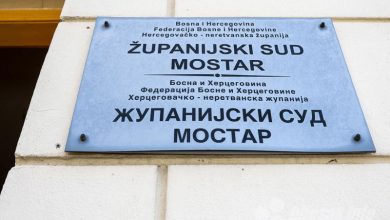 Bosna i Hercegovina
Federacija Bosne i Hercegovine
Hercegovačko - neretvanska županija
ŽUPANIJSKI SUD
MOSTAR
Босна и Херцеговина
Федерација Босне и Херцеговине
Херцеговачко - неретванска жупанија
ЖУПАНИЈСКИ СУД
МОСТАР